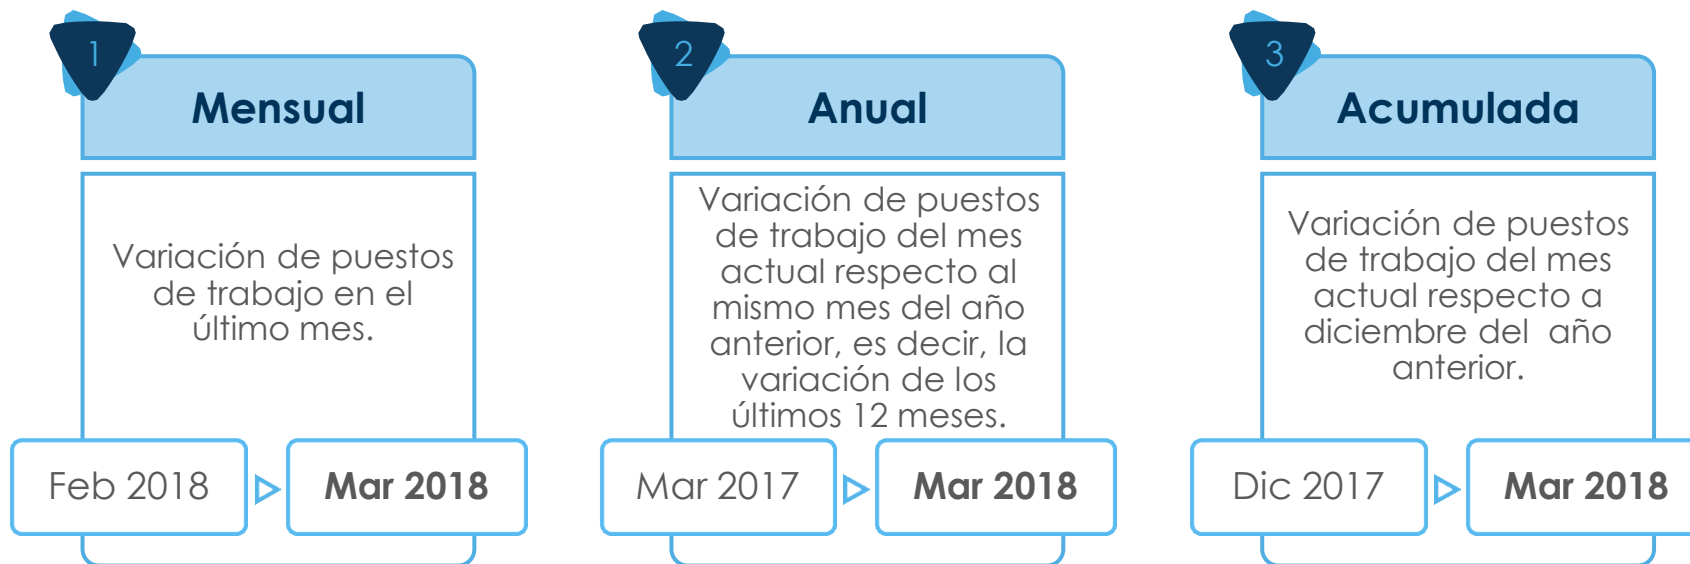 1
Mensual
Variación de puestos
de trabajo en el
último mes.
Feb 2018
Mar 2018
2
Anual
Variación de puestos
de trabajo del mes
actual respecto al
mismo mes del año
anterior, es decir, la
variación de los
últimos 12 meses.
Mar 2017
Mar 2018
3
Acumulada
Variación de puestos
de trabajo del mes
actual respecto a
diciembre del  año
anterior.
Dic 2017
Mar 2018